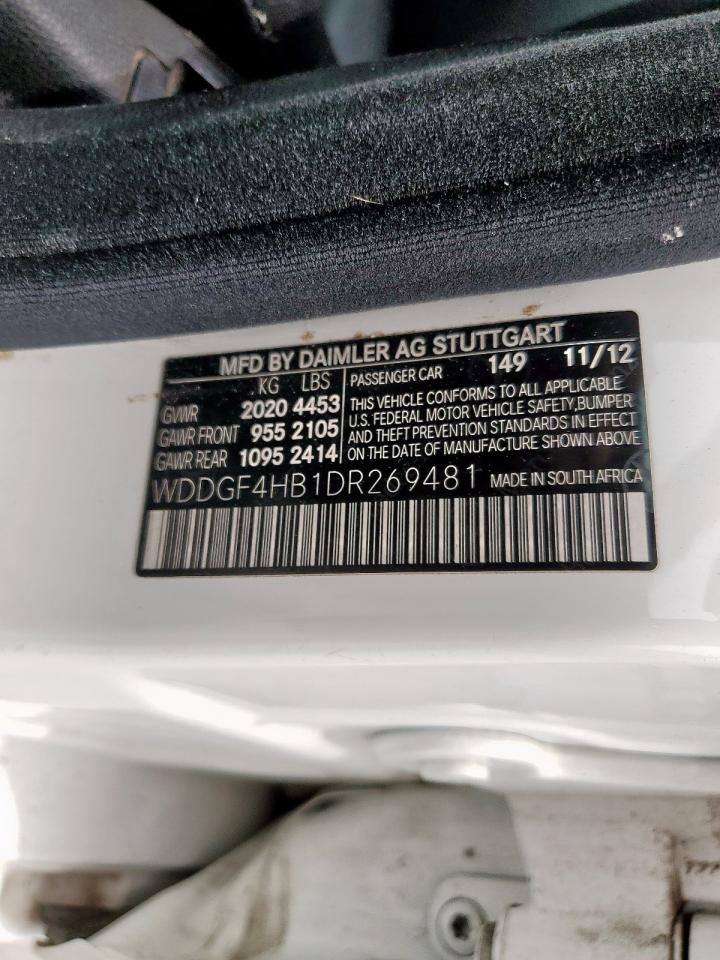 MFD BY DAIMLER AG STUTTGART
KG LBS
GVWR 2020 4453
GAWR FRONT 955 2105
GAWR REAR 1095 2414
PASSENGER CAR 149 11/12
THIS VEHICLE CONFORMS TO ALL APPLICABLE
U.S. FEDERAL MOTOR VEHICLE SAFETY,BUMPER
AND THEFT PREVENTION STANDARDS IN EFFECT
ON THE DATE OF MANUFACTURE SHOWN ABOVE
WDDGF4HB1DR269481 MADE IN SOUTH AFRICA